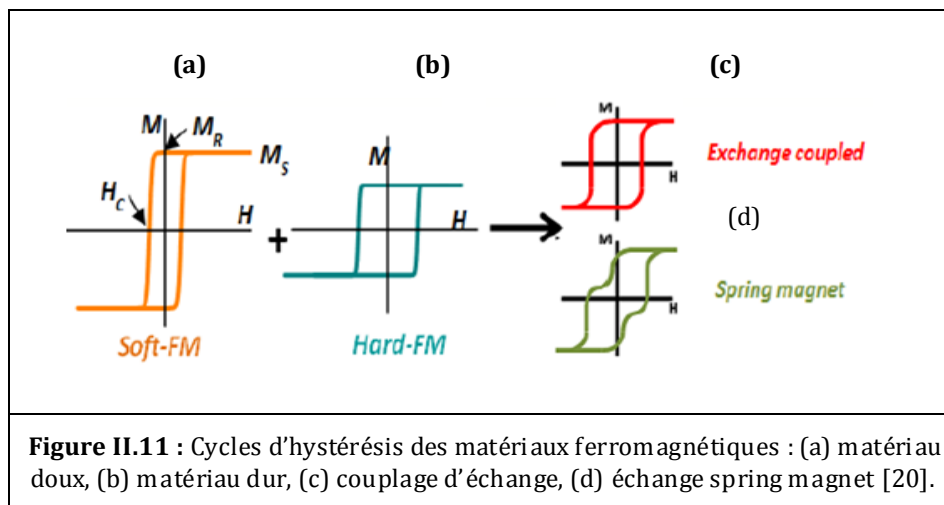 (a)
(b)
(c)
M
M_R
M_S
H_C
H
Soft-FM
+
M
H
Hard-FM
M
H
Exchange coupled
(d)
M
H
Spring magnet
Figure II.11 : Cycles d’hystérésis des matériaux ferromagnétiques : (a) matériau
doux, (b) matériau dur, (c) couplage d’échange, (d) échange spring magnet [20].